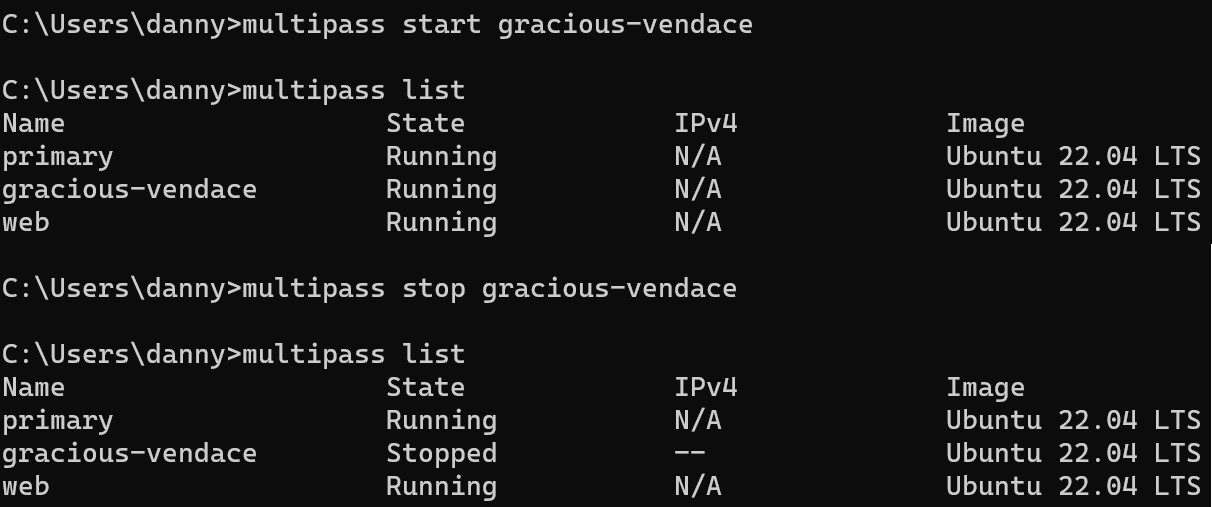 C:\Users\danny>multipass start gracious-vendace
C:\Users\danny>multipass list
Name State IPv4 Image
primary Running N/A Ubuntu 22.04 LTS
gracious-vendace Running N/A Ubuntu 22.04 LTS
web Running N/A Ubuntu 22.04 LTS
C:\Users\danny>multipass stop gracious-vendace
C:\Users\danny>multipass list
Name State IPv4 Image
primary Running N/A Ubuntu 22.04 LTS
gracious-vendace Stopped -- Ubuntu 22.04 LTS
web Running N/A Ubuntu 22.04 LTS